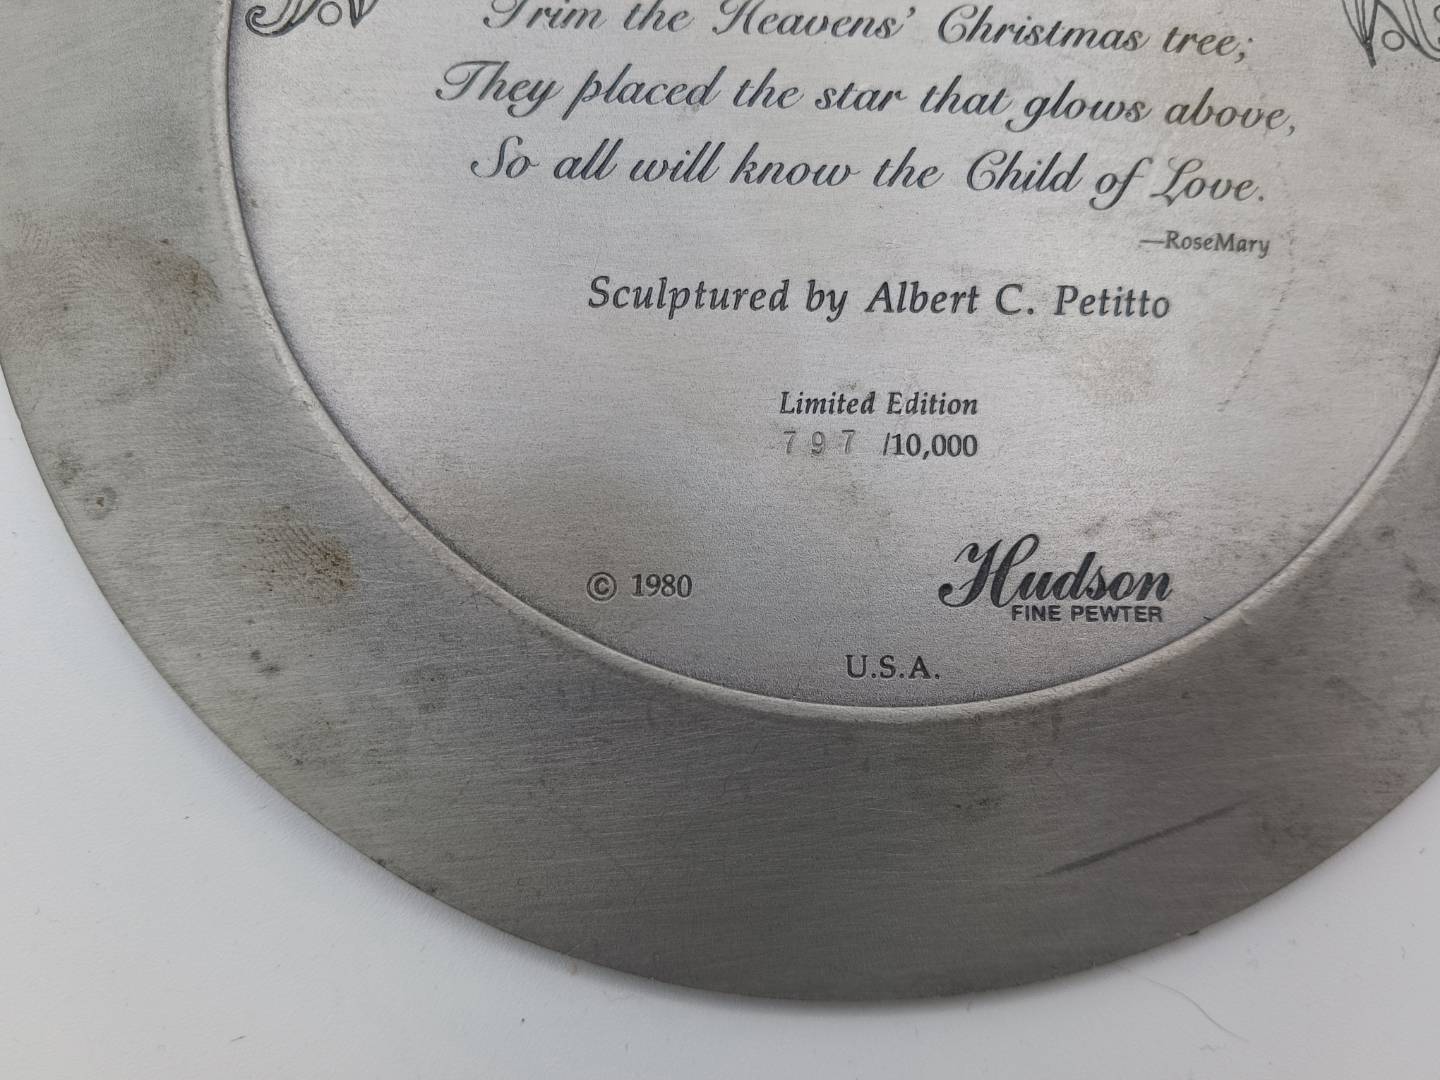 Trim the Heavens' Christmas tree;
They placed the star that glows above,
So all will know the Child of Love.
—RoseMary
Sculptured by Albert C. Petitto
Limited Edition
797 /10,000
© 1980
Hudson
FINE PEWTER
U.S.A.